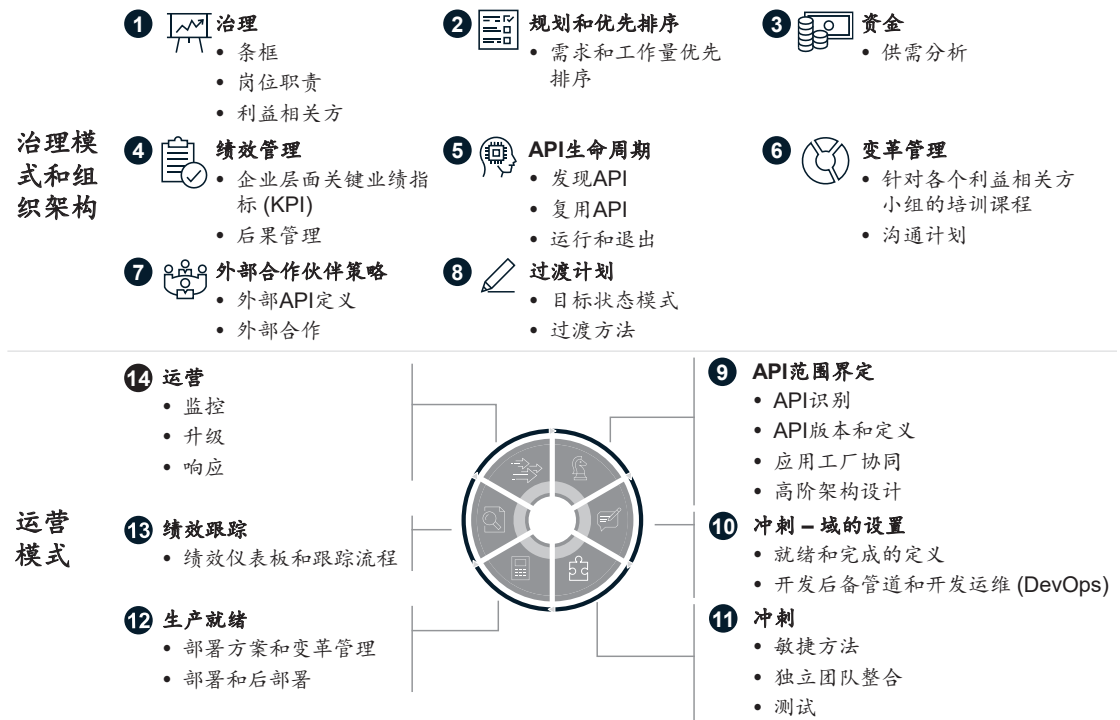 治理模
式和组
织架构
1 治理
• 条框
• 岗位职责
• 利益相关方
2 规划和优先排序
• 需求和工作量优先
排序
3 资金
• 供需分析
4 绩效管理
• 企业层面关键业绩指
标 (KPI)
• 后果管理
5 API生命周期
• 发现API
• 复用API
• 运行和退出
6 变革管理
• 针对各个利益相关方
小组的培训课程
• 沟通计划
7 外部合作伙伴策略
• 外部API定义
• 外部合作
8 过渡计划
• 目标状态模式
• 过渡方法
运营
模式
14 运营
• 监控
• 升级
• 响应
13 绩效跟踪
• 绩效仪表板和跟踪流程
12 生产就绪
• 部署方案和变革管理
• 部署和后部署
9 API范围界定
• API识别
• API版本和定义
• 应用工厂协同
• 高阶架构设计
10 冲刺 – 域的设置
• 就绪和完成的定义
• 开发后备管道和开发运维 (DevOps)
11 冲刺
• 敏捷方法
• 独立团队整合
• 测试